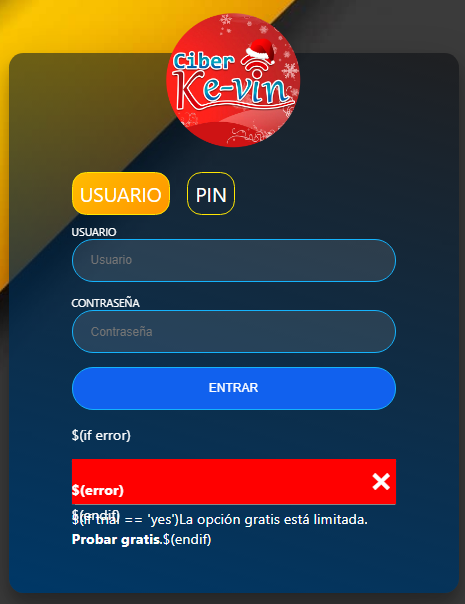 Ciber
Ke-vin
USUARIO
PIN
USUARIO
Usuario
CONTRASEÑA
Contraseña
ENTRAR
$(if error)
$(error)
$(endif)
$(if trial == 'yes')La opción gratis está limitada.
Probar gratis.$(endif)